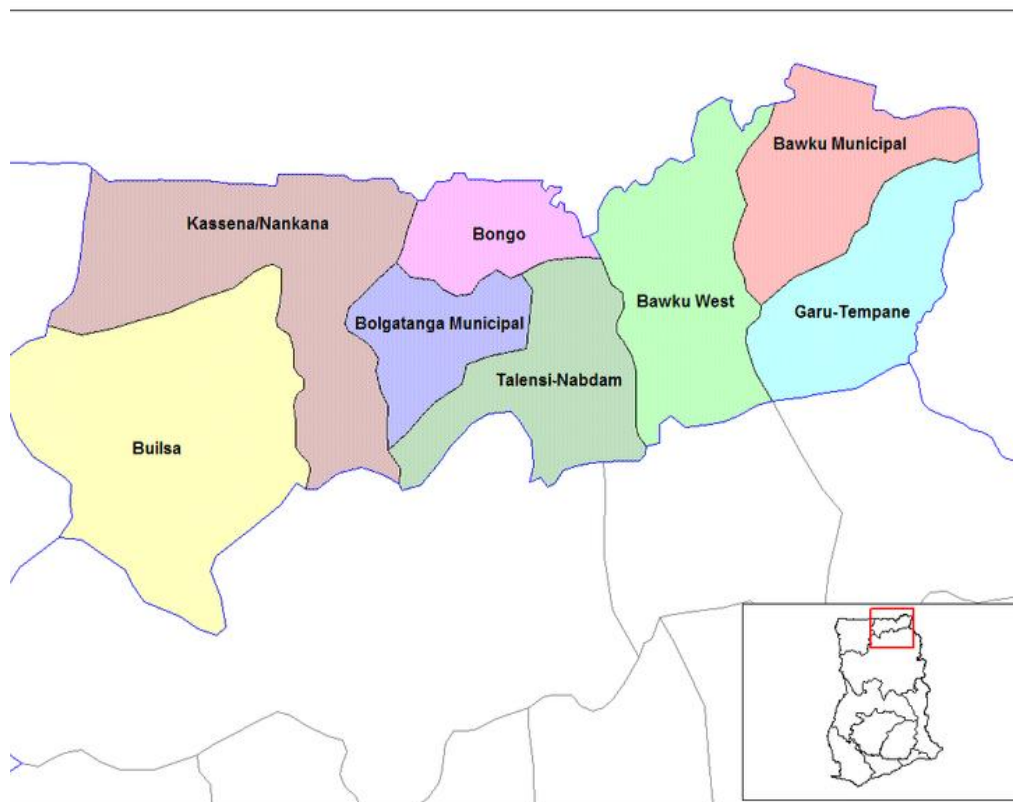 Bawku Municipal
Kassena/Nankana
Bongo
Bawku West
Garu-Tempane
Bolgatanga Municipal
Talensi-Nabdam
Builsa